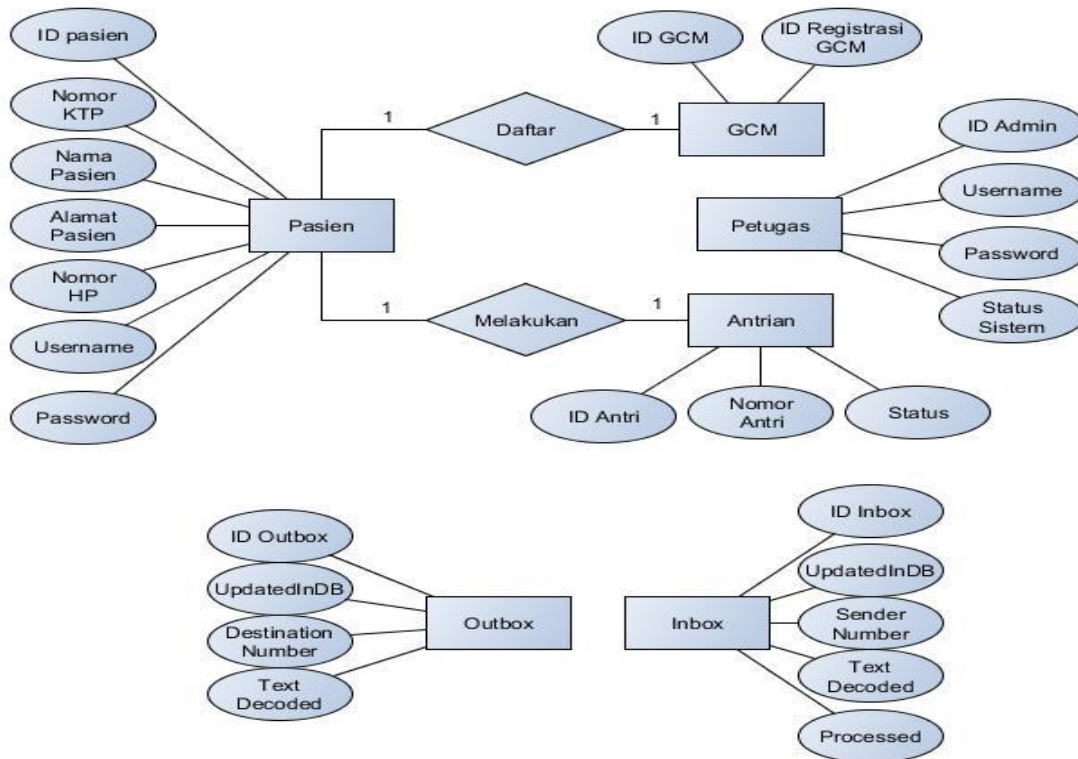 ID pasien
Nomor
KTP
Nama
Pasien
Alamat
Pasien
Nomor
HP
Username
Password
Pasien
1
Daftar
1
GCM
ID GCM
ID Registrasi
GCM
Petugas
ID Admin
Username
Password
Status
Sistem
1
Melakukan
1
Antrian
ID Antri
Nomor
Antri
Status
ID Outbox
UpdatedInDB
Destination
Number
Text
Decoded
Outbox
Inbox
ID Inbox
UpdatedInDB
Sender
Number
Text
Decoded
Processed